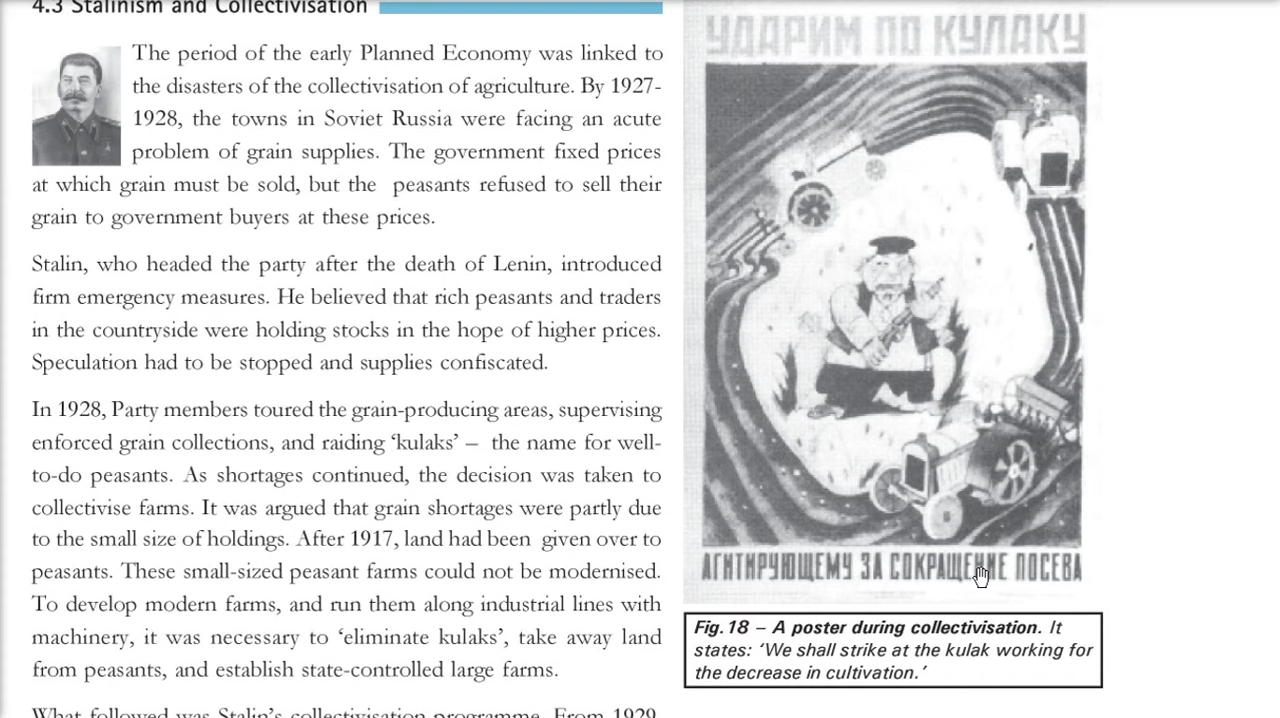 4.3 Stalinism and Collectivisation
The period of the early Planned Economy was linked to
the disasters of the collectivisation of agriculture. By 1927-
1928, the towns in Soviet Russia were facing an acute
problem of grain supplies. The government fixed prices
at which grain must be sold, but the peasants refused to sell their
grain to government buyers at these prices.
Stalin, who headed the party after the death of Lenin, introduced
firm emergency measures. He believed that rich peasants and traders
in the countryside were holding stocks in the hope of higher prices.
Speculation had to be stopped and supplies confiscated.
In 1928, Party members toured the grain-producing areas, supervising
enforced grain collections, and raiding ‘kulaks’ – the name for well-
to-do peasants. As shortages continued, the decision was taken to
collectivise farms. It was argued that grain shortages were partly due
to the small size of holdings. After 1917, land had been given over to
peasants. These small-sized peasant farms could not be modernised.
To develop modern farms, and run them along industrial lines with
machinery, it was necessary to ‘eliminate kulaks’, take away land
from peasants, and establish state-controlled large farms.
What followed was Stalin’s collectivisation programme. From 1929,
УДАРИМ ПО КУЛАКУ
АГИТИРУЮЩЕМУ ЗА СОКРАЩЕНИЕ ПОСЕВА
Fig.18 – A poster during collectivisation. It
states: ‘We shall strike at the kulak working for
the decrease in cultivation.’